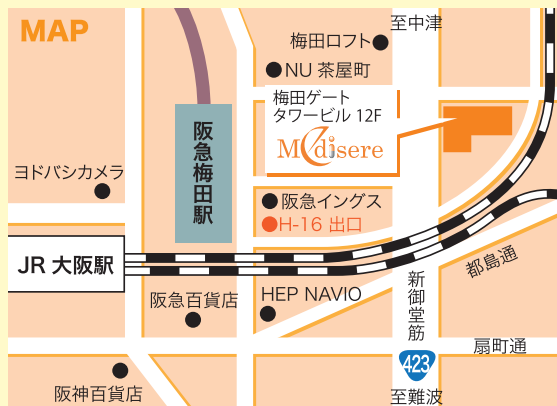 MAP
至中津
梅田ロフト
NU 茶屋町
梅田ゲート
タワービル 12F
Medisere
阪急梅田駅
ヨドバシカメラ
阪急イングス
H-16 出口
JR 大阪駅
都島通
新御堂筋
阪急百貨店
HEP NAVIO
扇町通
423
阪神百貨店
至難波